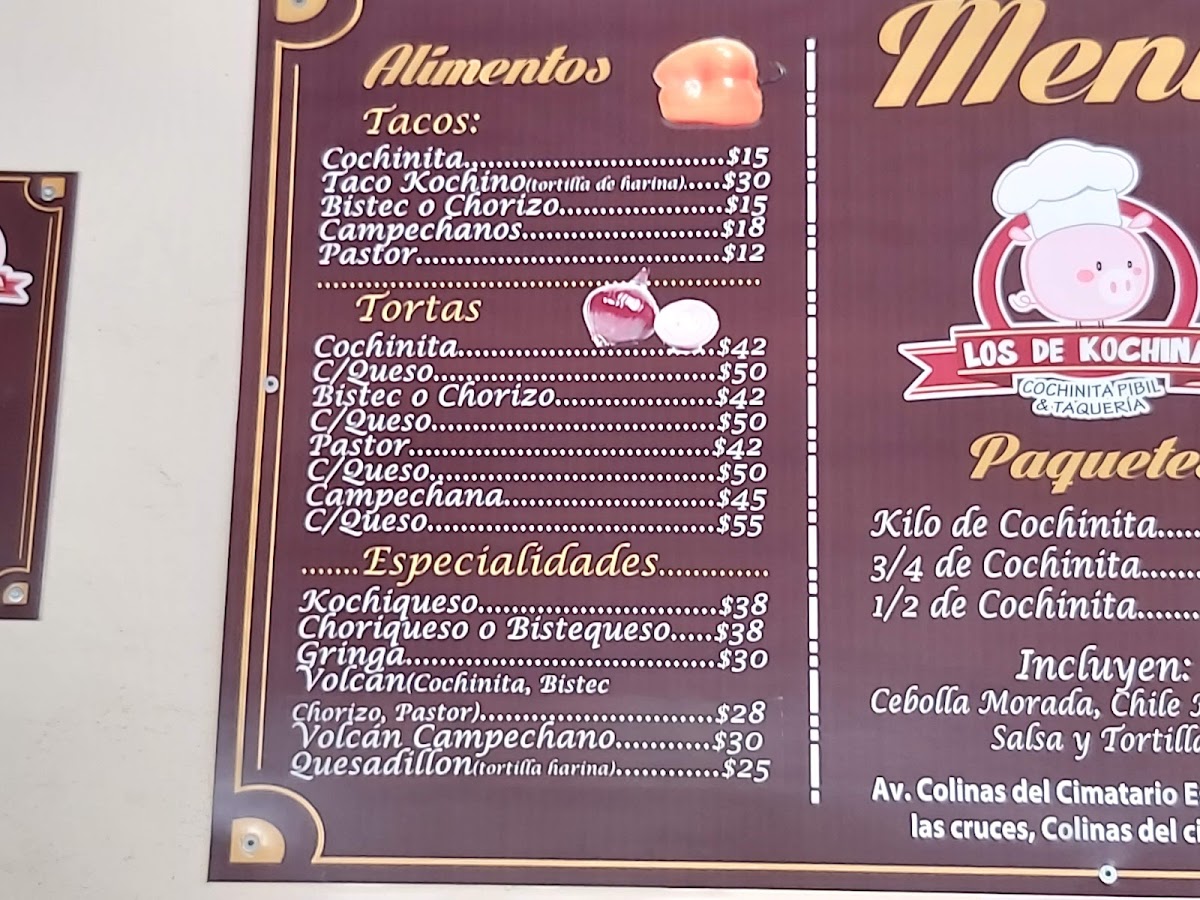 Alimentos
Tacos:
Cochinita..............................$15
Taco Kochino(tortilla de harina).....$30
Bistec o Chorizo.....................$15
Campechanos..........................$18
Pastor.....................................$12
Tortas
Cochinita..............................$42
C/Queso................................$50
Bistec o Chorizo.....................$42
C/Queso................................$50
Pastor...................................$42
C/Queso................................$50
Campechana.........................$45
C/Queso................................$55
.......Especialidades.............
Kochiqueso............................$38
Choriqueso o Bistequeso.....$38
Gringa...................................$30
Volcán(Cochinita, Bistec
Chorizo, Pastor)..........................$28
Volcán Campechano..........$30
Quesadillon(tortilla harina)............$25
LOS DE
COCHINITA PIBIL
& TAQUERÍA
Kilo de Cochinita.....
3/4 de Cochinita.......
1/2 de Cochinita.......
Incluyen:
Cebolla Morada, Chile
Salsa y
Av. Colinas del Cimatario
las cruces, Colinas del